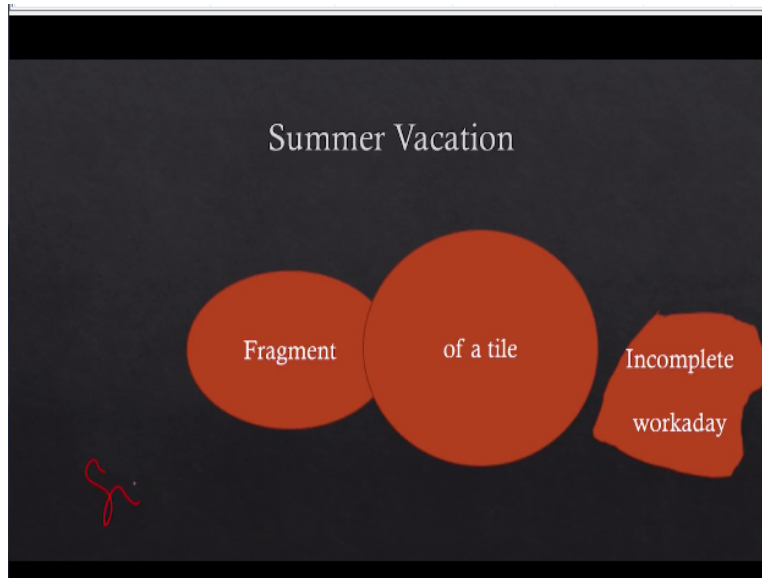 Summer Vacation
Fragment
of a tile
Incomplete
workaday